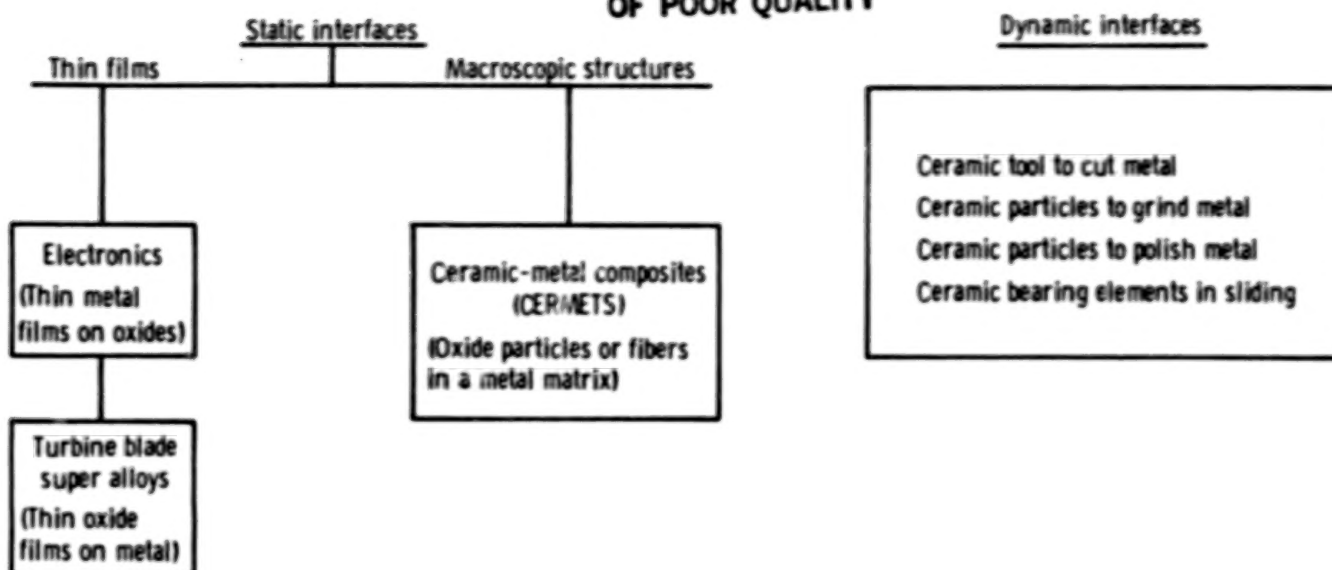 OF POOR QUALITY
Static interfaces
Thin films
Macroscopic structures
Electronics
(Thin metal
films on oxides)
Turbine blade
super alloys
(Thin oxide
films on metal)
Ceramic-metal composites
(CERMETS)
(Oxide particles or fibers
in a metal matrix)
Dynamic interfaces
Ceramic tool to cut metal
Ceramic particles to grind metal
Ceramic particles to polish metal
Ceramic bearing elements in sliding